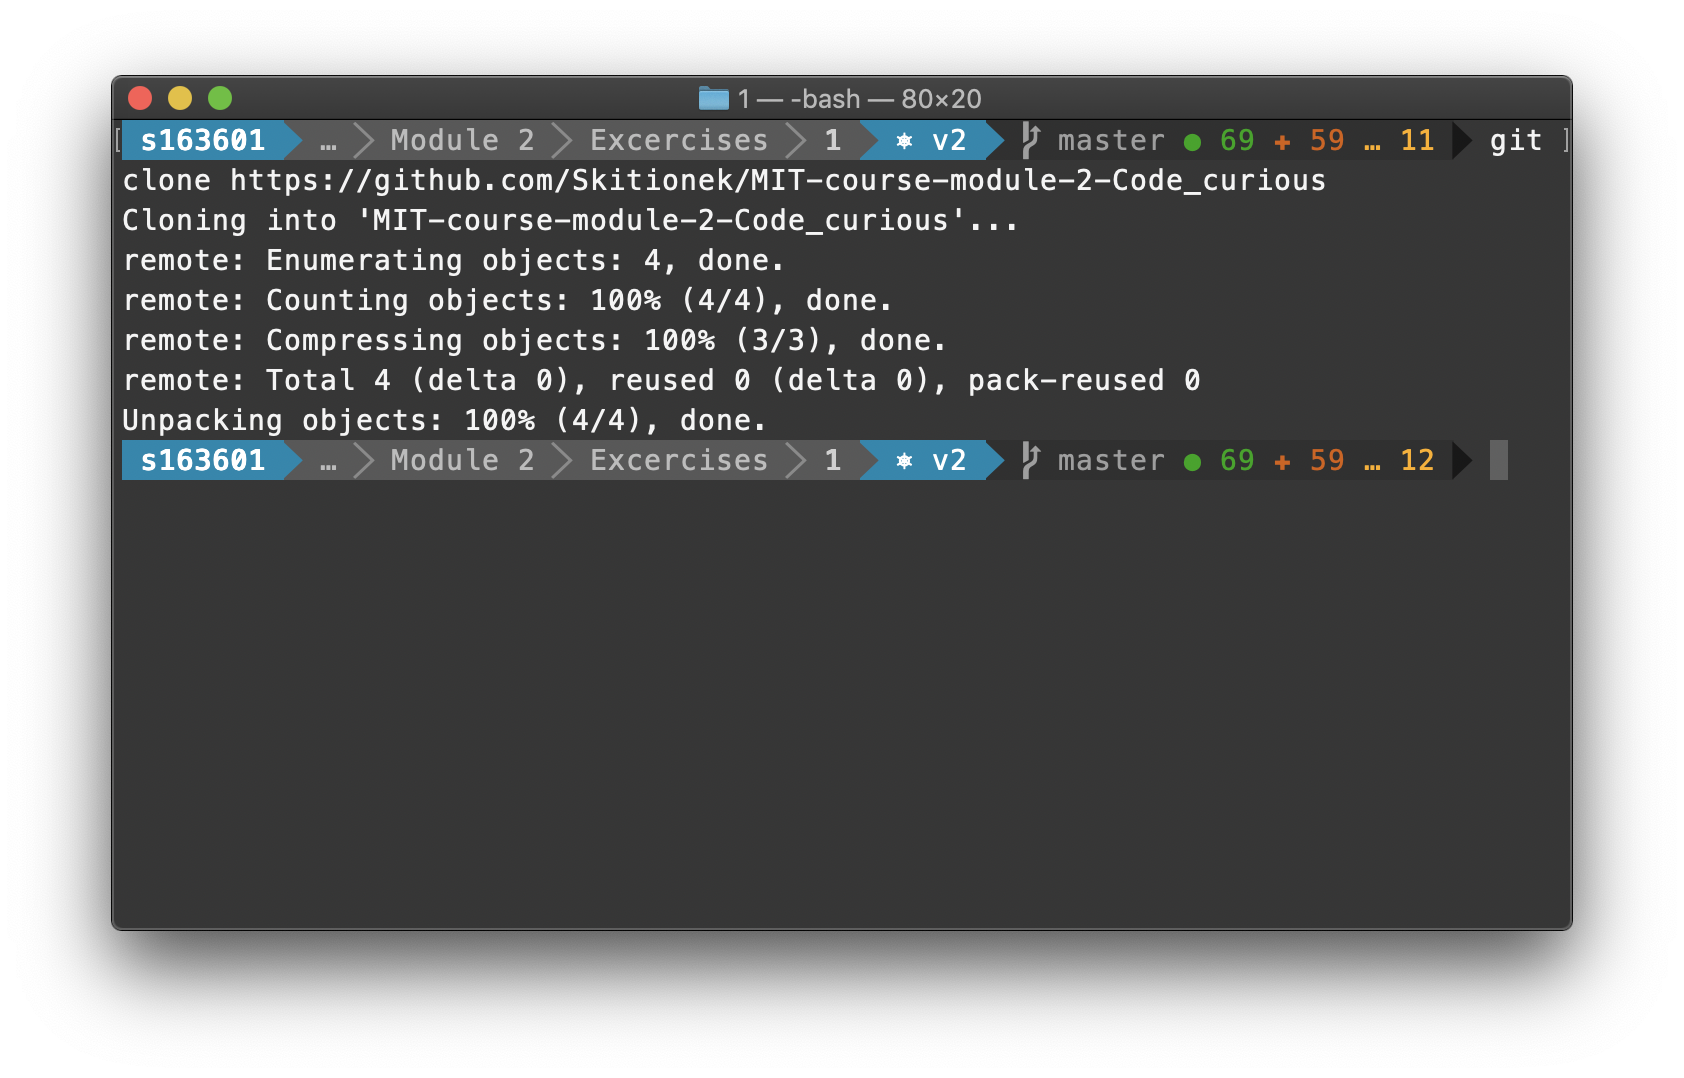 1 — -bash — 80×20
s163601 … Module 2 Excercises 1 ⎈ v2 master ● 69 ✚ 59 … 11 git
clone https://github.com/Skitionek/MIT-course-module-2-Code_curious
Cloning into 'MIT-course-module-2-Code_curious'...
remote: Enumerating objects: 4, done.
remote: Counting objects: 100% (4/4), done.
remote: Compressing objects: 100% (3/3), done.
remote: Total 4 (delta 0), reused 0 (delta 0), pack-reused 0
Unpacking objects: 100% (4/4), done.
s163601 … Module 2 Excercises 1 ⎈ v2 master ● 69 ✚ 59 … 12